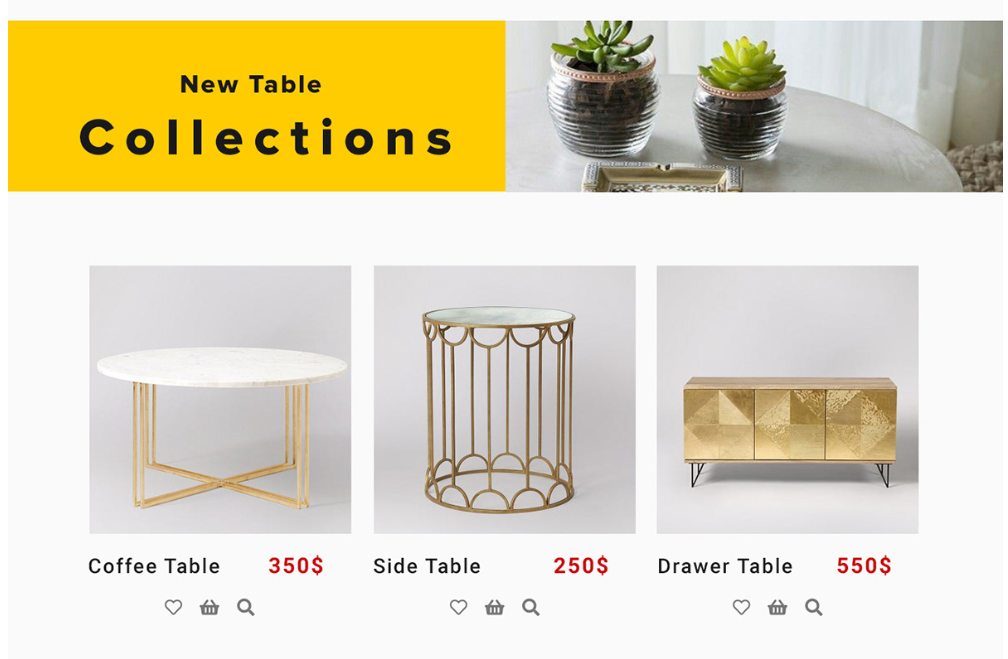 New Table
Collections
Coffee Table 350$
Side Table 250$
Drawer Table 550$